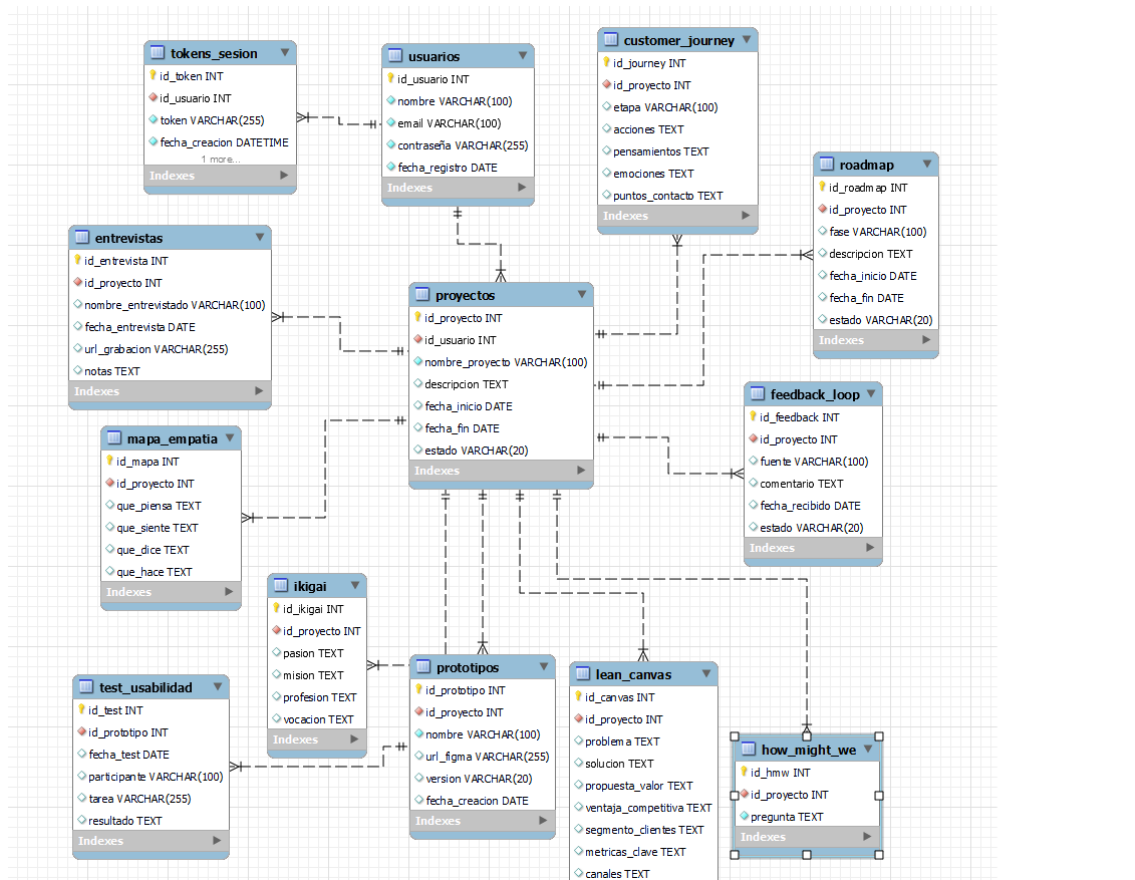 tokens_sesion
id_token INT
id_usuario INT
token VARCHAR(255)
fecha_creacion DATETIME
1 more...
Indexes
usuarios
id_usuario INT
nombre VARCHAR(100)
email VARCHAR(100)
contraseña VARCHAR(255)
fecha_registro DATE
Indexes
customer_journey
id_journey INT
id_proyecto INT
etapa VARCHAR(100)
acciones TEXT
pensamientos TEXT
emociones TEXT
puntos_contacto TEXT
Indexes
roadmap
id_roadmap INT
id_proyecto INT
fase VARCHAR(100)
descripcion TEXT
fecha_inicio DATE
fecha_fin DATE
estado VARCHAR(20)
Indexes
entrevistas
id_entrevista INT
id_proyecto INT
nombre_entrevistado VARCHAR(100)
fecha_entrevista DATE
url_grabacion VARCHAR(255)
notas TEXT
Indexes
proyectos
id_proyecto INT
id_usuario INT
nombre_proyecto VARCHAR(100)
descripcion TEXT
fecha_inicio DATE
fecha_fin DATE
estado VARCHAR(20)
Indexes
feedback_loop
id_feedback INT
id_proyecto INT
fuente VARCHAR(100)
comentario TEXT
fecha_recibido DATE
estado VARCHAR(20)
Indexes
mapa_empatia
id_mapa INT
id_proyecto INT
que_piensa TEXT
que_siente TEXT
que_dice TEXT
que_hace TEXT
Indexes
ikigai
id_ikigai INT
id_proyecto INT
pasion TEXT
mision TEXT
profesion TEXT
vocacion TEXT
Indexes
prototipos
id_prototipo INT
id_proyecto INT
nombre VARCHAR(100)
url_figma VARCHAR(255)
version VARCHAR(20)
fecha_creacion DATE
Indexes
lean_canvas
id_canvas INT
id_proyecto INT
problema TEXT
solucion TEXT
propuesta_valor TEXT
ventaja_competitiva TEXT
segmento_clientes TEXT
metricas_clave TEXT
canales TEXT
test_usabilidad
id_test INT
id_prototipo INT
fecha_test DATE
participante VARCHAR(100)
tarea VARCHAR(255)
resultado TEXT
Indexes
how_might_we
id_hmw INT
id_proyecto INT
pregunta TEXT
Indexes